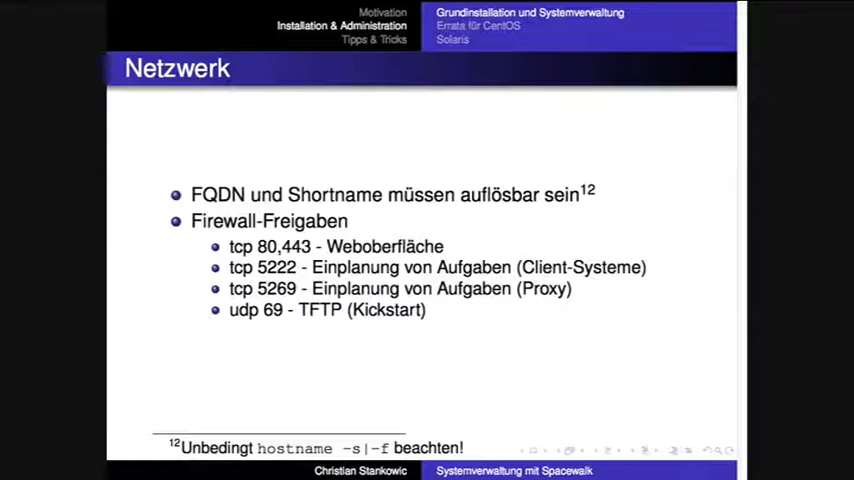 Motivation
Installation & Administration
Tipps & Tricks
Grundinstallation und Systemverwaltung
Errata für CentOS
Solaris
Netzwerk
FQDN und Shortname müssen auflösbar sein12
Firewall-Freigaben
tcp 80,443 - Weboberfläche
tcp 5222 - Einplanung von Aufgaben (Client-Systeme)
tcp 5269 - Einplanung von Aufgaben (Proxy)
udp 69 - TFTP (Kickstart)
12Unbedingt hostname -s|-f beachten!
Christian Stankowic
Systemverwaltung mit Spacewalk